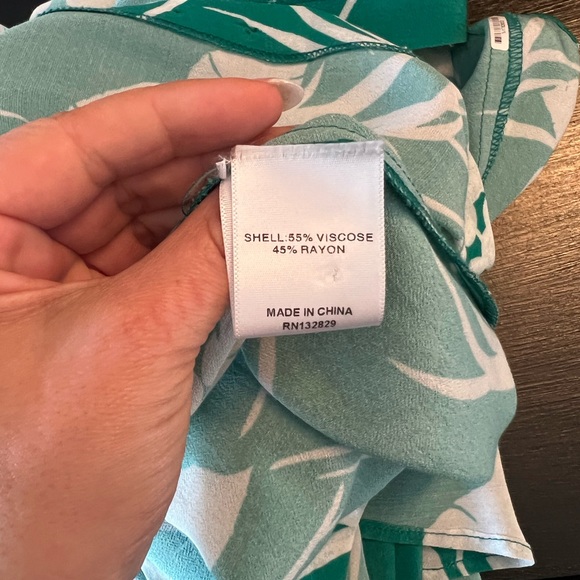 SHELL:55% VISCOSE
45% RAYON
MADE IN CHINA
RN132829